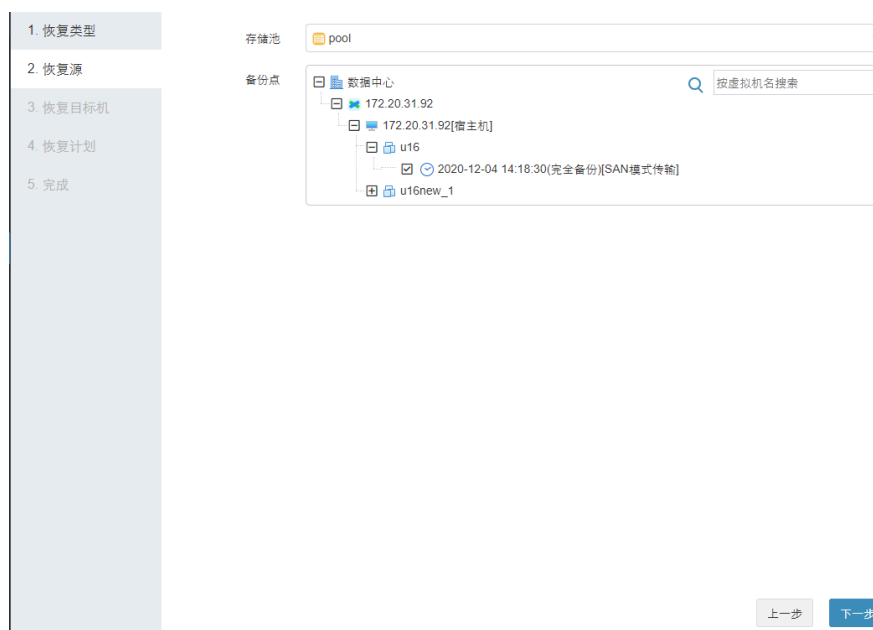 1. 恢复类型
2. 恢复源
3. 恢复目标机
4. 恢复计划
5. 完成
存储池
pool
备份点
数据中心
按虚拟机名搜索
172.20.31.92
172.20.31.92[宿主机]
u16
2020-12-04 14:18:30(完全备份)[SAN模式传输]
u16new_1
上一步
下一步